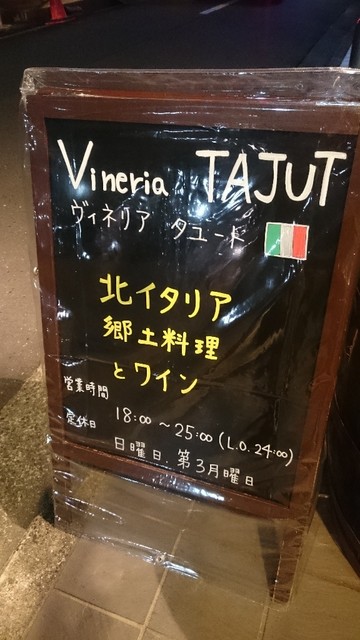 Vineria TAJUT
ヴィネリア タユート
北イタリア
郷土料理
とワイン
営業時間
18:00 〜 25:00 (L.O. 24:00)
定休日
日曜日、第3月曜日